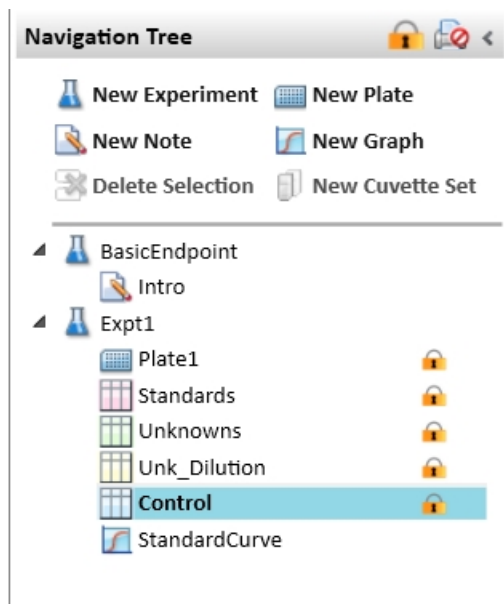 Navigation Tree
New Experiment New Plate
New Note New Graph
Delete Selection New Cuvette Set
BasicEndpoint
Intro
Expt1
Plate1
Standards
Unknowns
Unk_Dilution
Control
StandardCurve